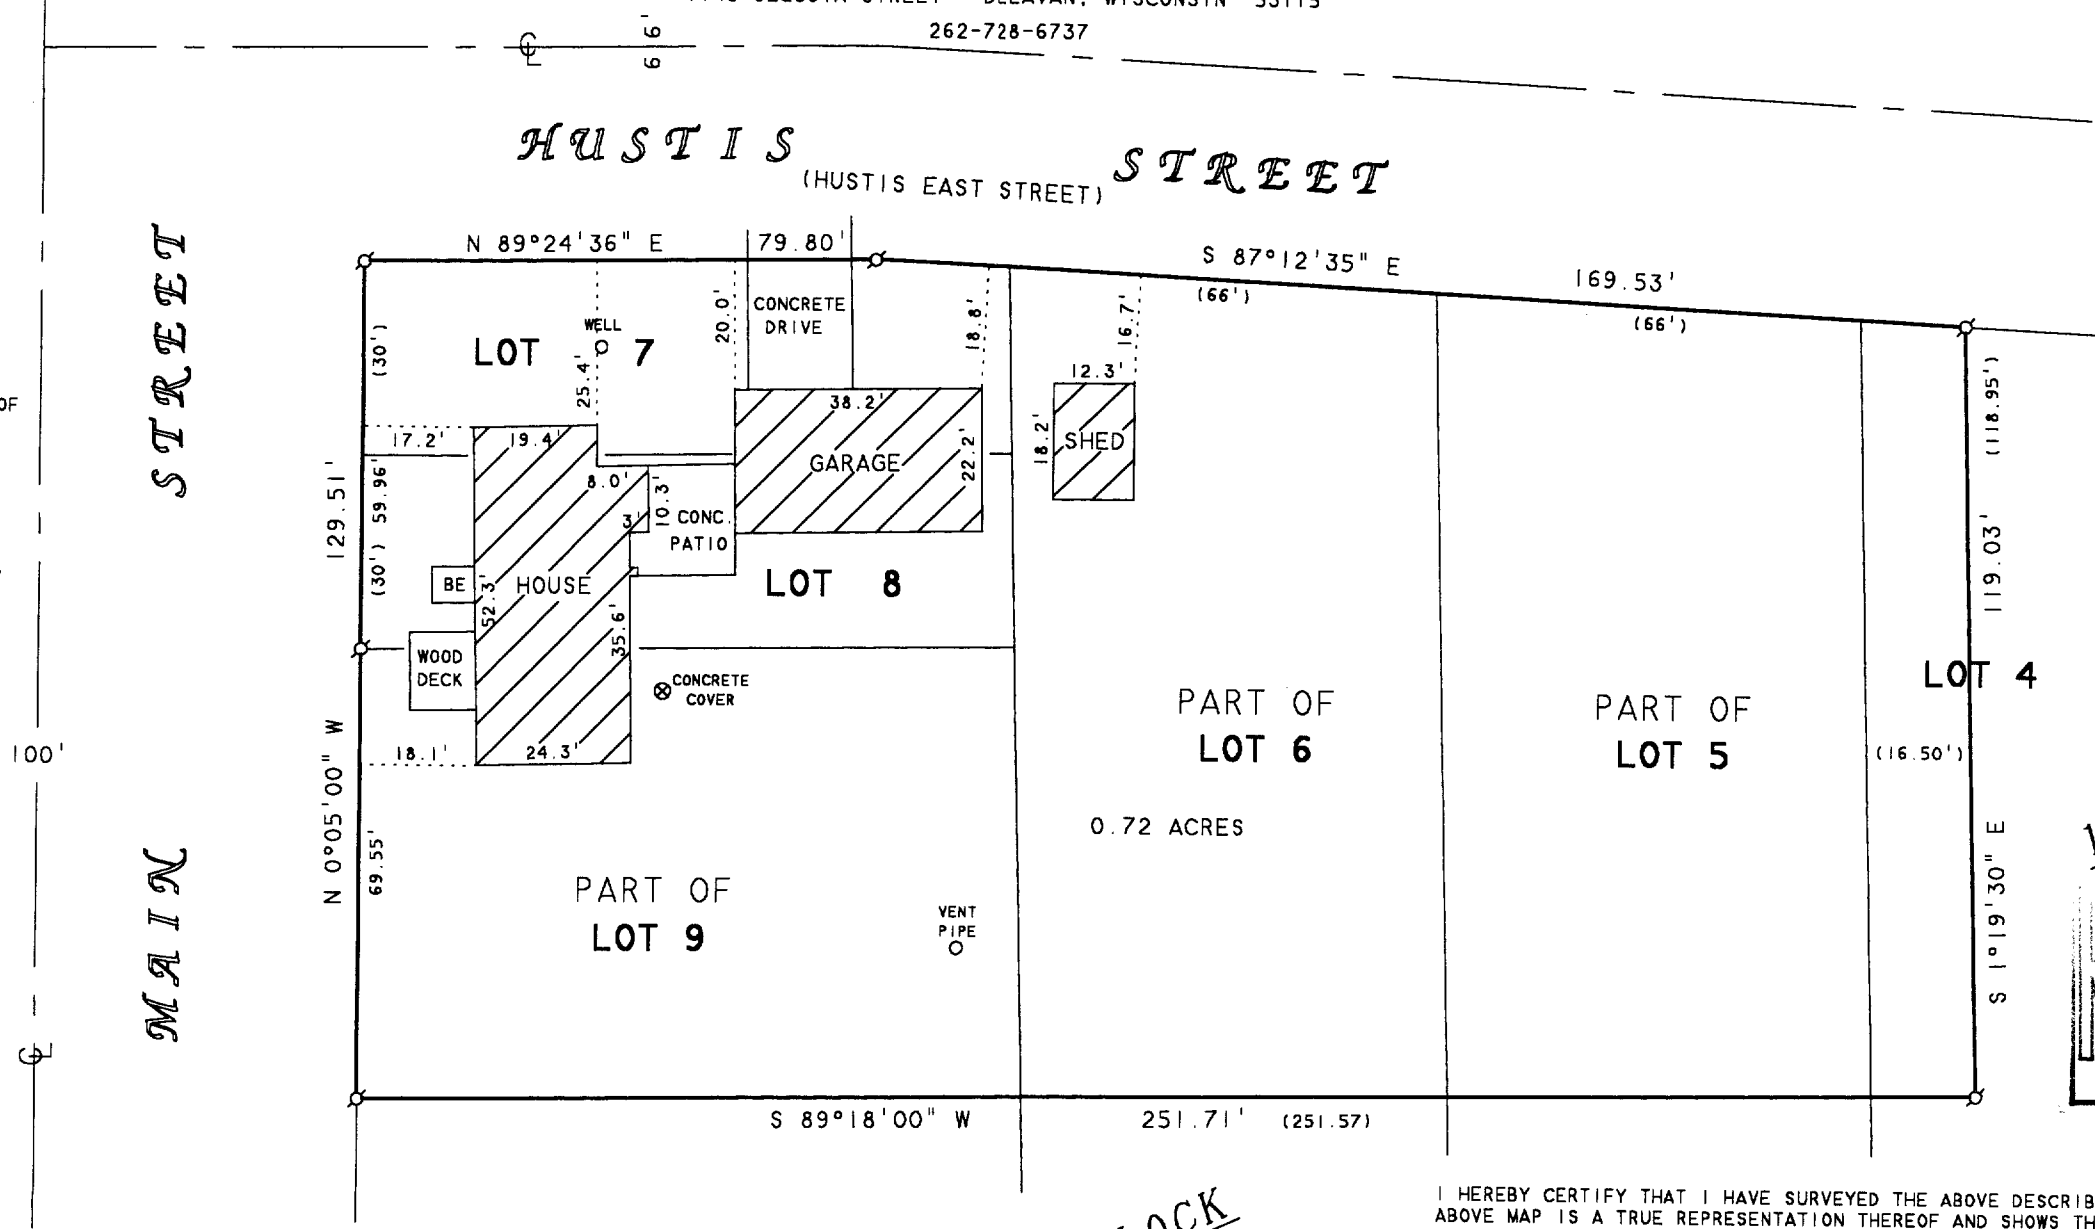 DELAVAN, WISCONSIN 53115
262-728-6737
66'
HUSTIS STREET
(HUSTIS EAST STREET)
N 89°24'36" E 79.80'
S 87°12'35" E 169.53'
(66')
(66')
CONCRETE
DRIVE
20.0'
18.8'
16.7'
WELL
LOT 7
25.4'
(30')
12.3'
18.2'
SHED
38.2'
GARAGE
22.2'
17.2'
19.4'
8.0'
10.3'
3'
CONC.
PATIO
129.51'
59.96'
(30')
BE
HOUSE
52.3'
35.6'
LOT 8
WOOD
DECK
CONCRETE
COVER
18.1'
24.3'
N 0°05'00" W
69.55'
PART OF
LOT 9
VENT
PIPE
PART OF
LOT 6
0.72 ACRES
PART OF
LOT 5
LOT 4
(16.50')
(118.95')
119.03'
S 1°19'30" E
S 89°18'00" W 251.71' (251.57)
MAIN STREET
OF
100'
OCK
I HEREBY CERTIFY THAT I HAVE SURVEYED THE ABOVE DESCRIB
ABOVE MAP IS A TRUE REPRESENTATION THEREOF AND SHOWS TH